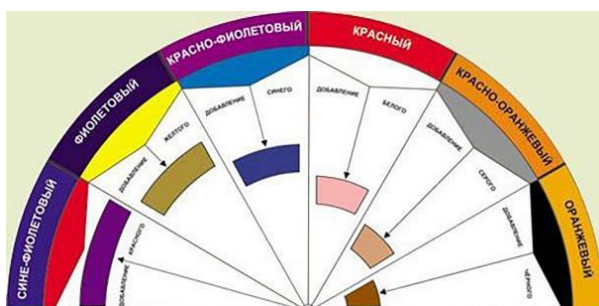 СИНЕ-ФИОЛЕТОВЫЙ
ФИОЛЕТОВЫЙ
КРАСНО-ФИОЛЕТОВЫЙ
КРАСНЫЙ
КРАСНО-ОРАНЖЕВЫЙ
ОРАНЖЕВЫЙ
ДОБАВЛЕНИЕ КРАСНОГО
ДОБАВЛЕНИЕ ЖЕЛТОГО
ДОБАВЛЕНИЕ СИНЕГО
ДОБАВЛЕНИЕ БЕЛОГО
ДОБАВЛЕНИЕ СЕРОГО
ДОБАВЛЕНИЕ ЧЁРНОГО